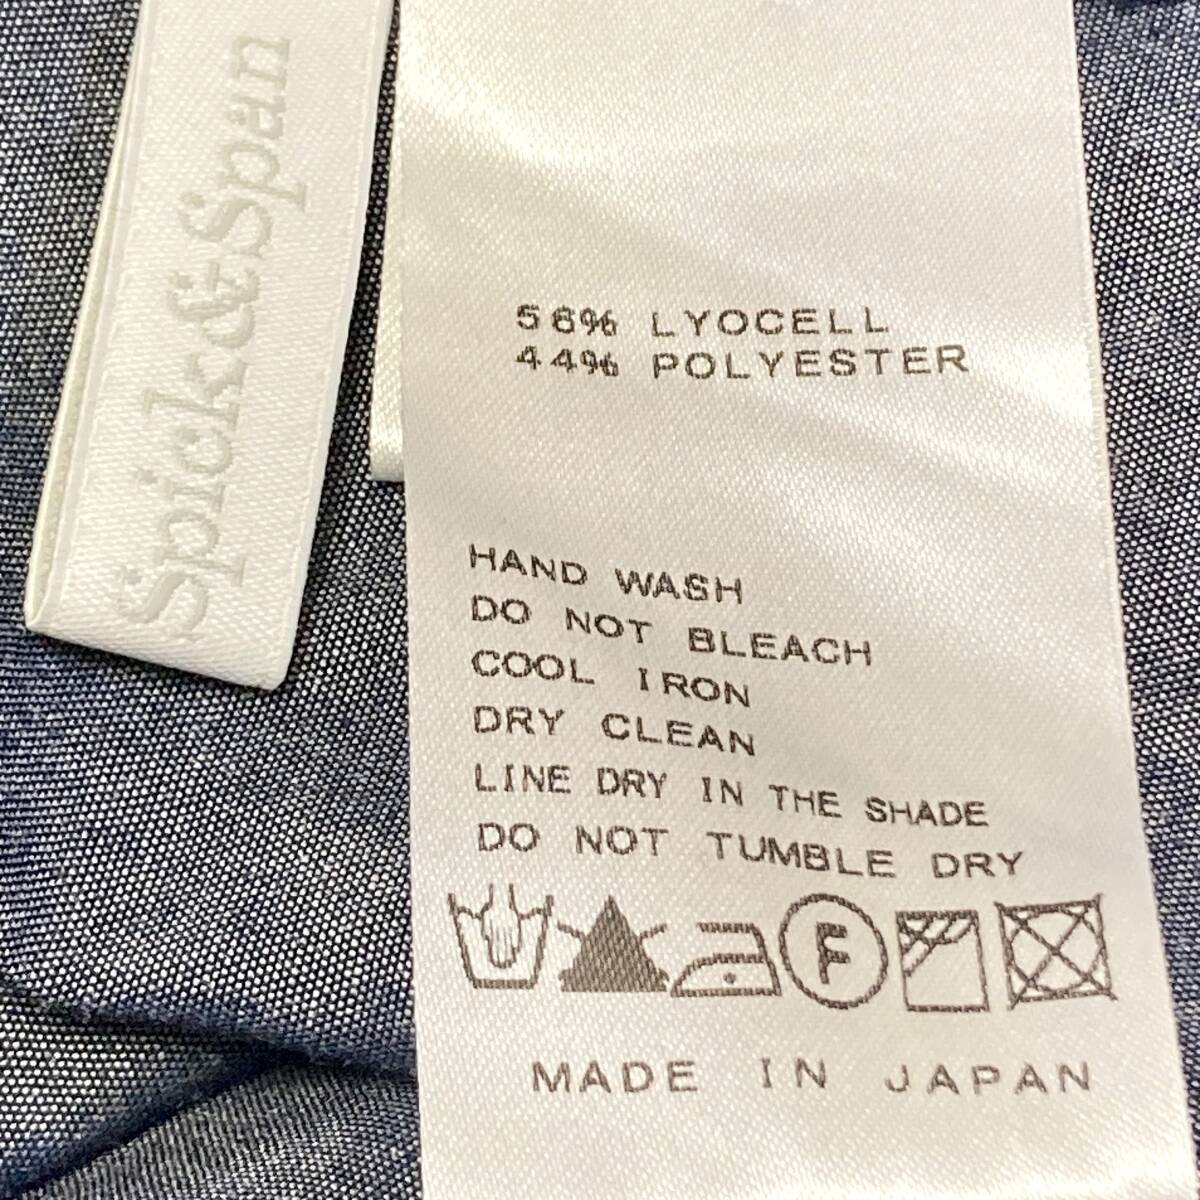 Spick&Span
56% LYOCELL
44% POLYESTER
HAND WASH
DO NOT BLEACH
COOL IRON
DRY CLEAN
LINE DRY IN THE SHADE
DO NOT TUMBLE DRY
F
MADE IN JAPAN